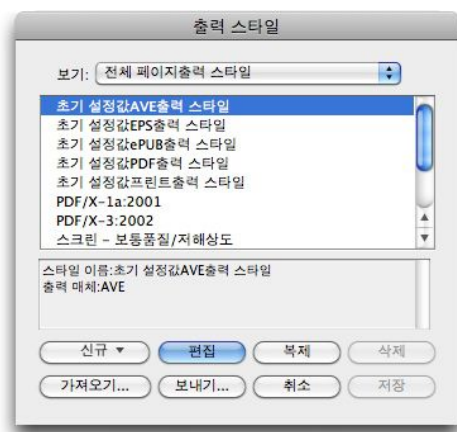 출력 스타일
보기: 전체 페이지출력 스타일
초기 설정값AVE출력 스타일
초기 설정값EPS출력 스타일
초기 설정값ePUB출력 스타일
초기 설정값PDF출력 스타일
초기 설정값프린트출력 스타일
PDF/X-1a:2001
PDF/X-3:2002
스크린 - 보통품질/저해상도
스타일 이름:초기 설정값AVE출력 스타일
출력 매체:AVE
신규 편집 복제 삭제
가져오기... 보내기... 취소 저장